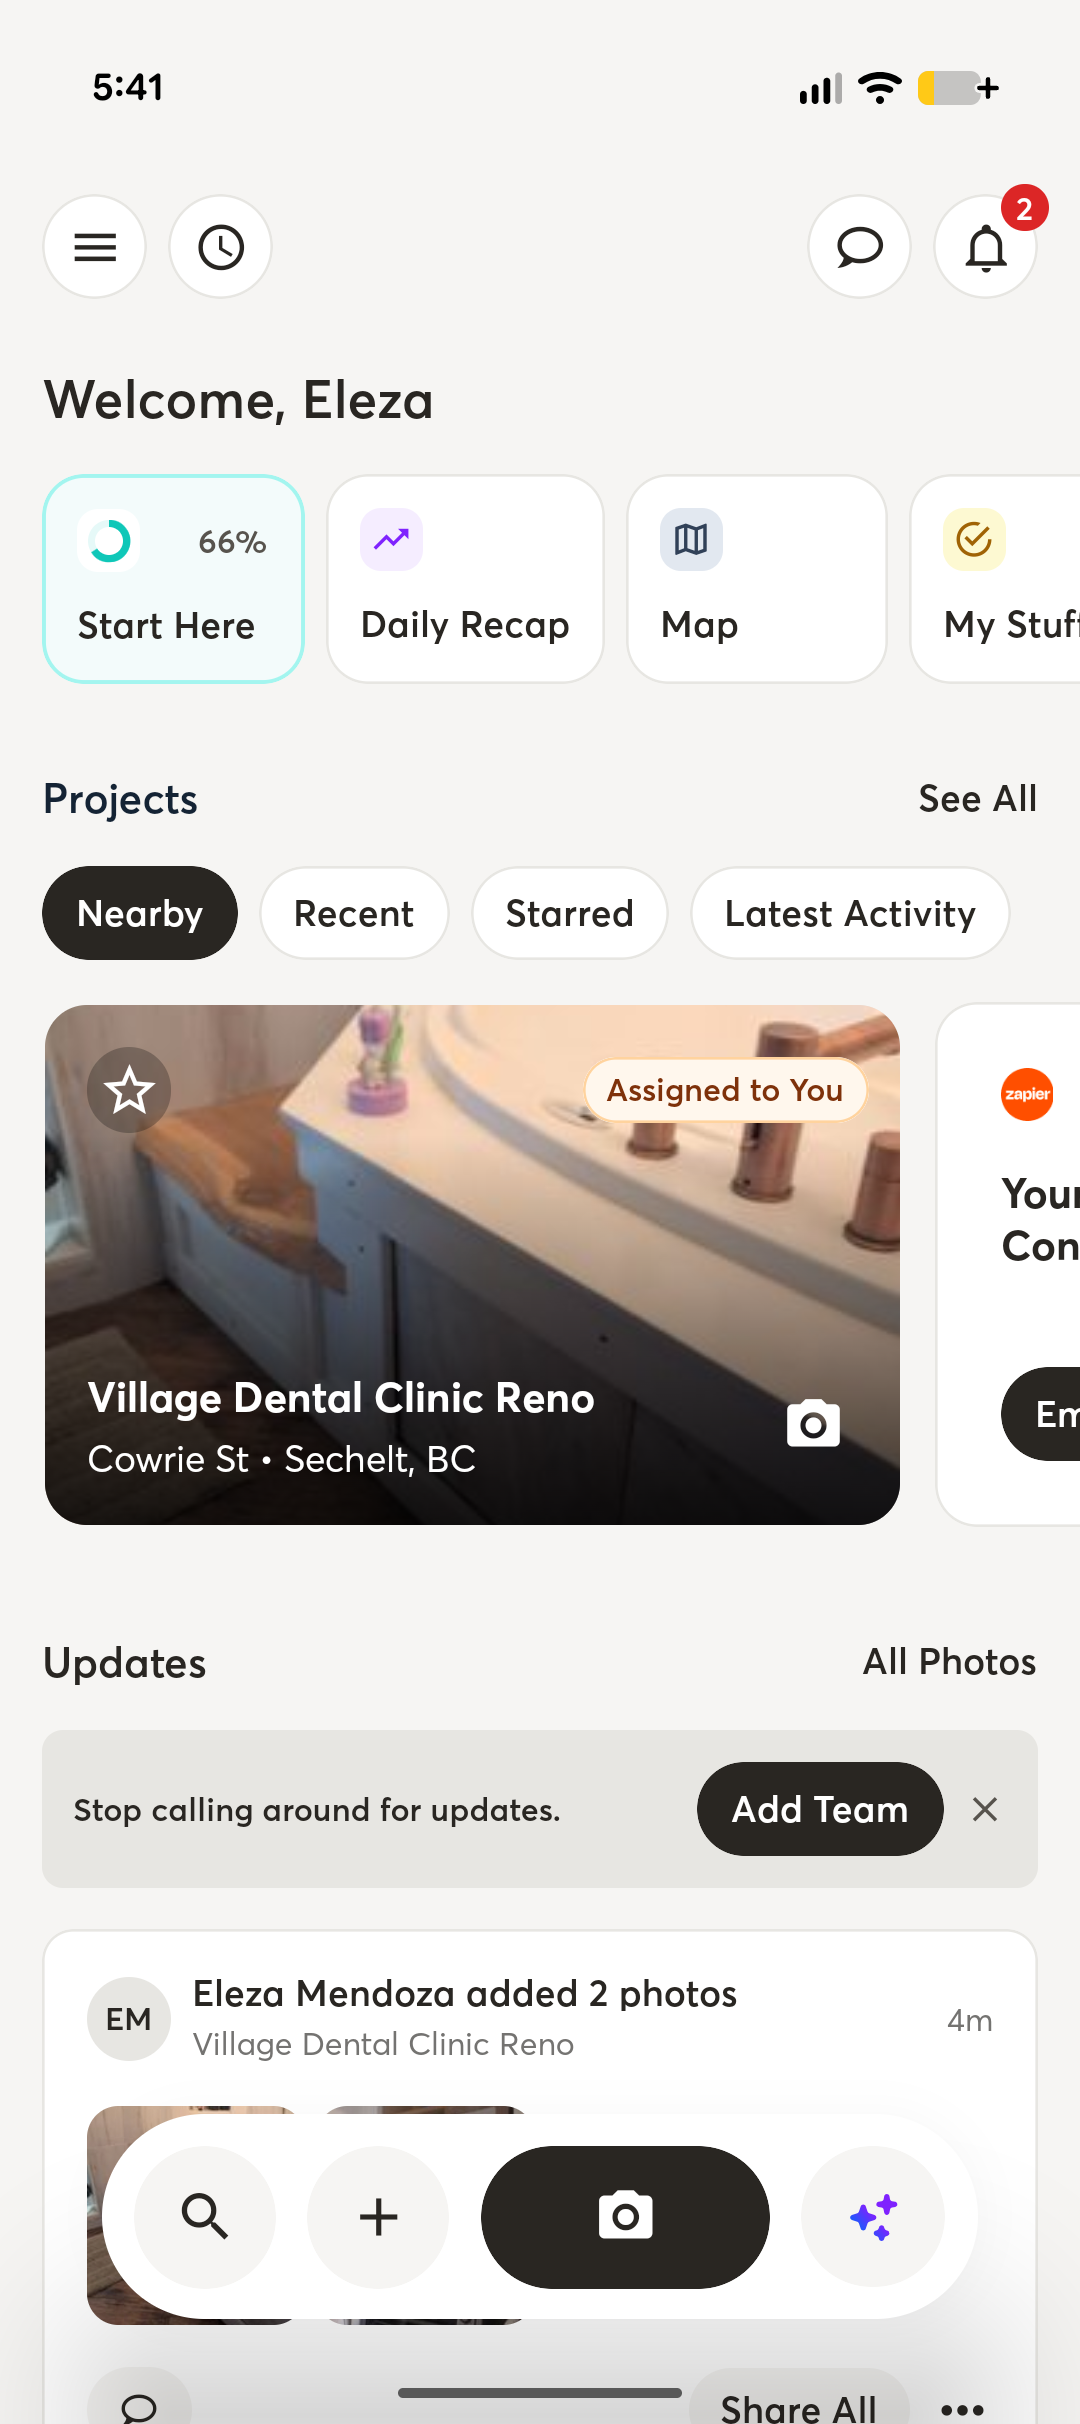 5:41
2
Welcome, Eleza
66%
Start Here
Daily Recap
Map
My Stuf
Projects
See All
Nearby
Recent
Starred
Latest Activity
Assigned to You
zapier
Your
Con
Em
Village Dental Clinic Reno
Cowrie St • Sechelt, BC
Updates
All Photos
Stop calling around for updates.
Add Team
EM
Eleza Mendoza added 2 photos
Village Dental Clinic Reno
4m
Share All